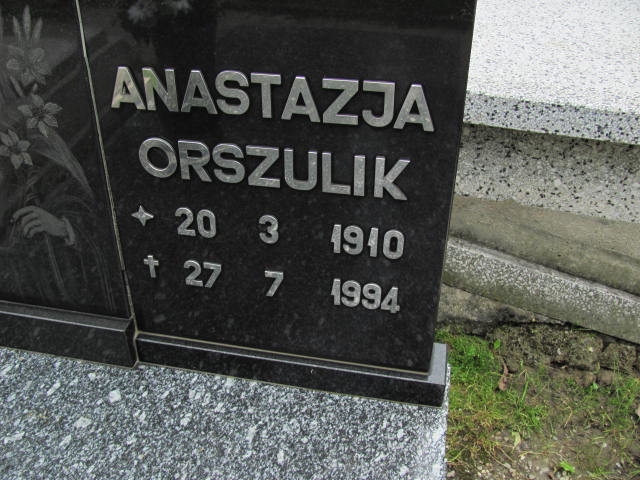 ANASTAZJA
ORSZULIK
20 3 1910
27 7 1994